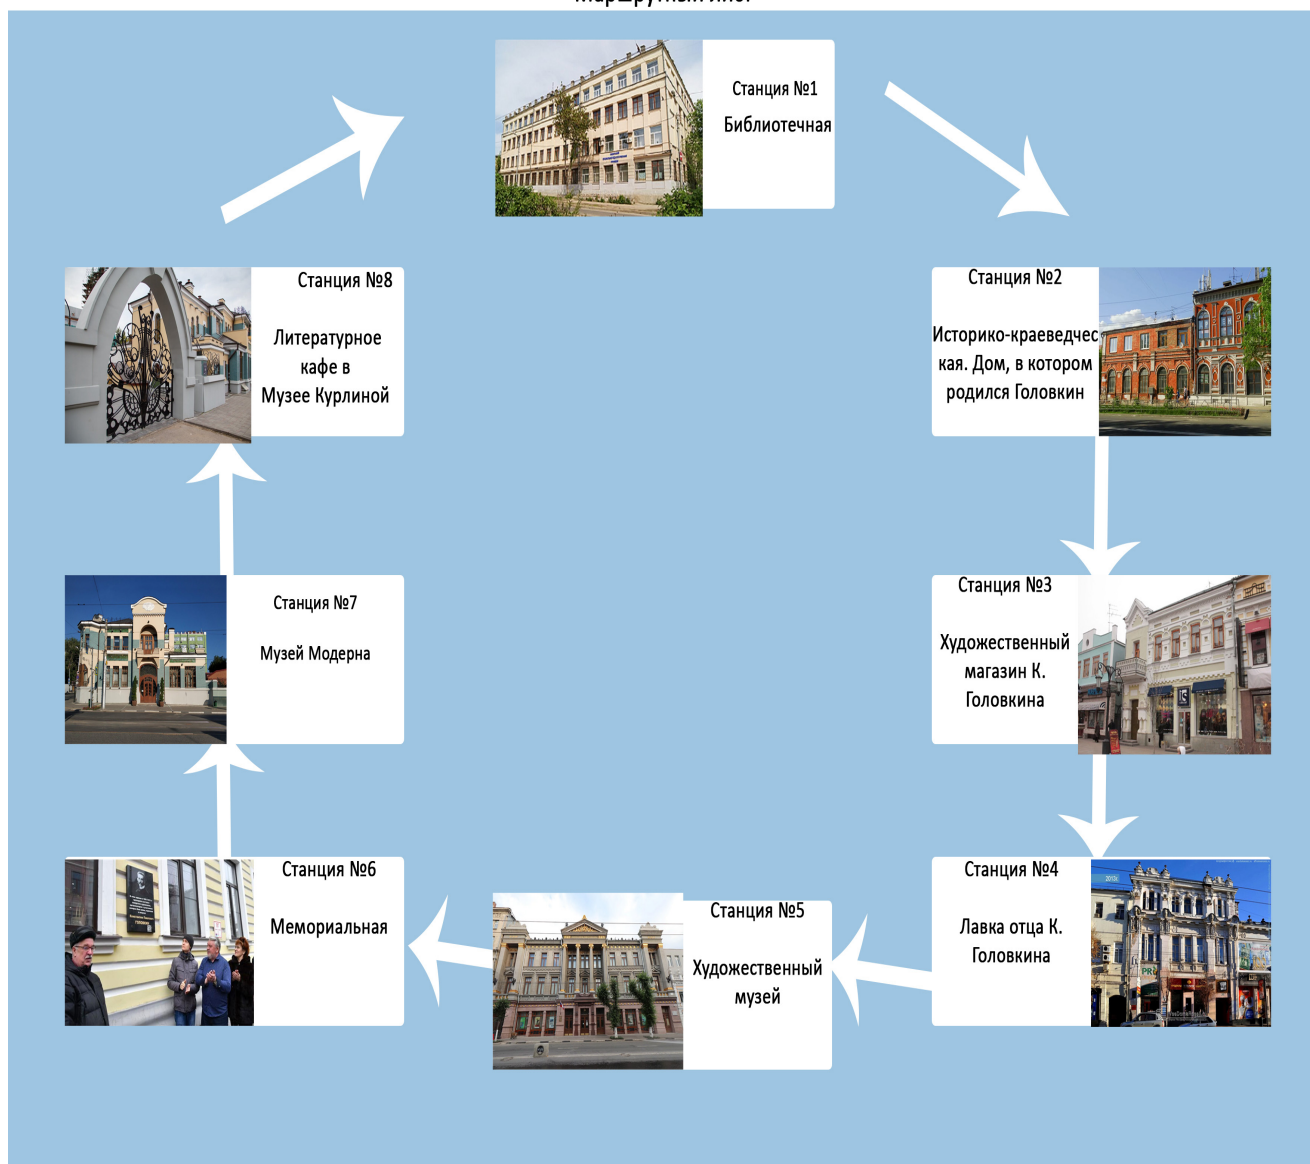 Маршрутный лист
Станция №1
Библиотечная
Станция №2
Историко-краеведчес
кая. Дом, в котором
родился Головкин
Станция №3
Художественный
магазин К.
Головкина
Станция №4
Лавка отца К.
Головкина
Станция №5
Художественный
музей
Станция №6
Мемориальная
Станция №7
Музей Модерна
Станция №8
Литературное
кафе в
Музее Курлиной